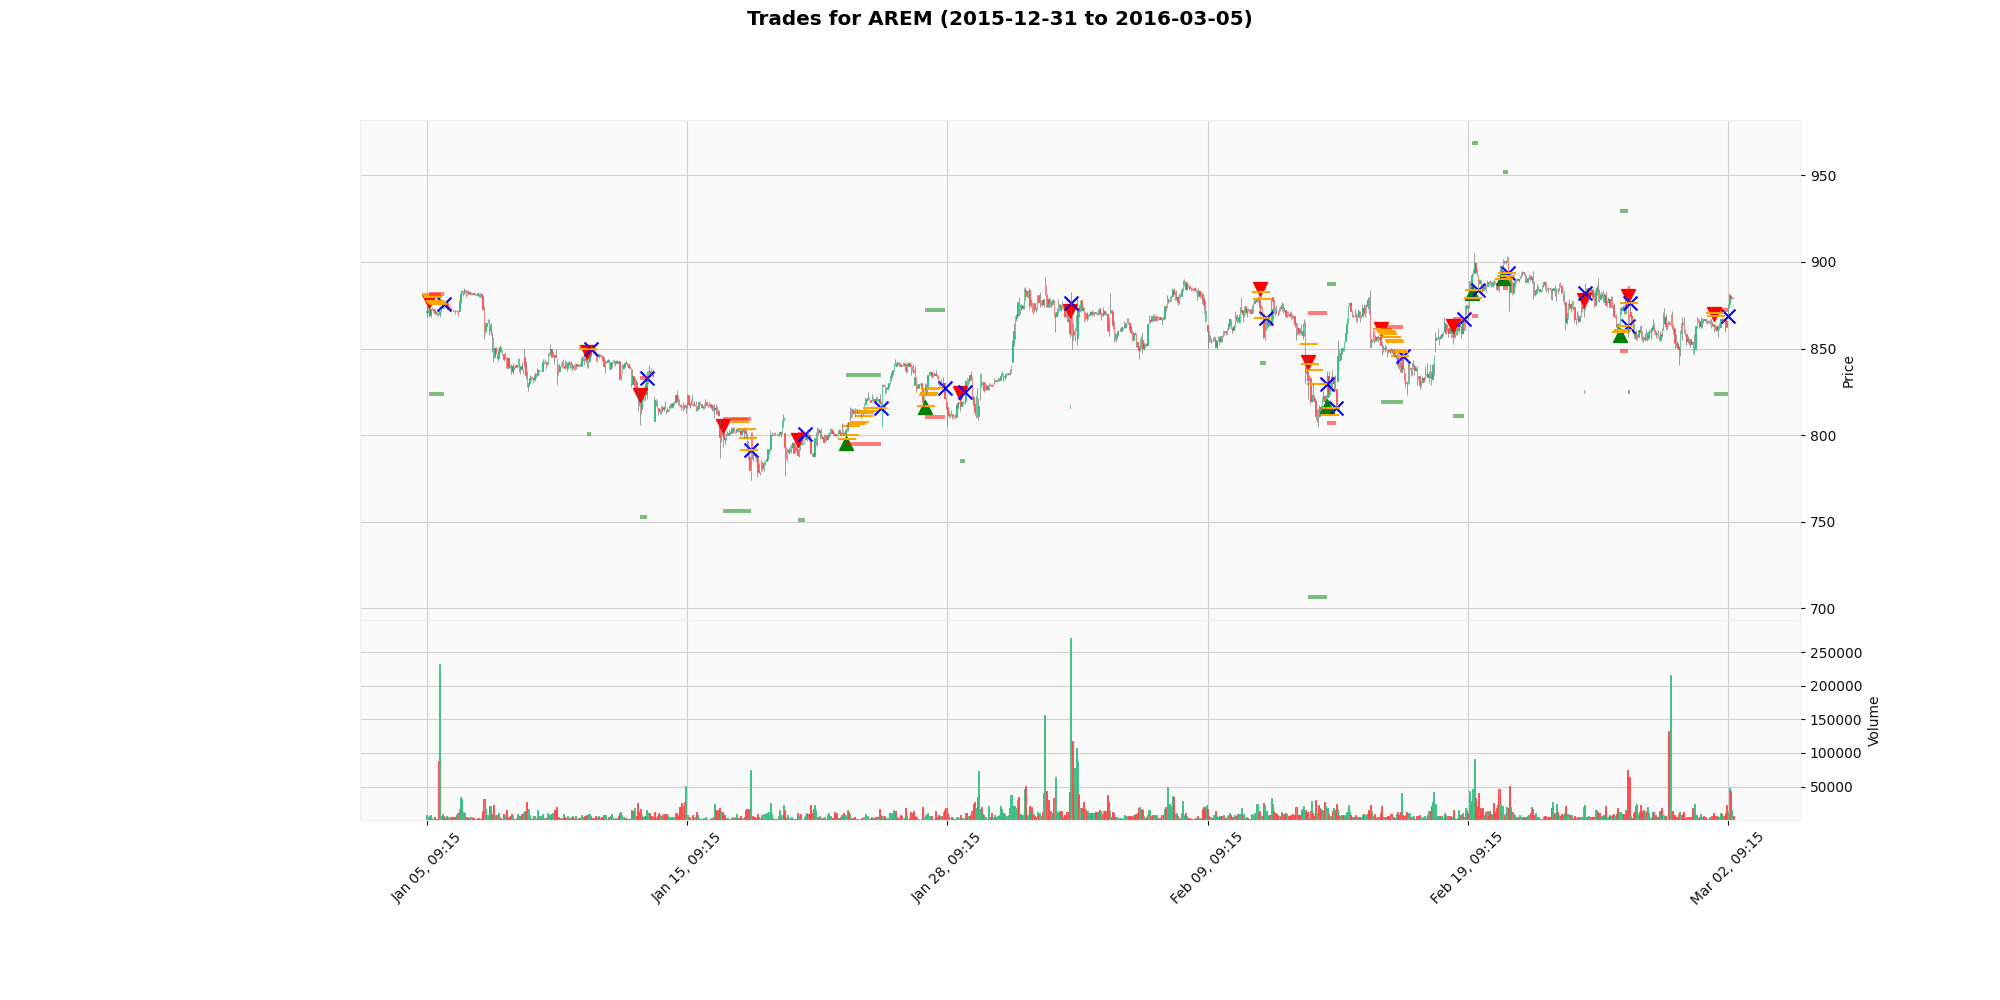 Trades for AREM (2015-12-31 to 2016-03-05)
950
900
850
800
750
700
Price
250000
200000
150000
100000
50000
Volume
Jan 05, 09:15
Jan 15, 09:15
Jan 28, 09:15
Feb 09, 09:15
Feb 19, 09:15
Mar 02, 09:15